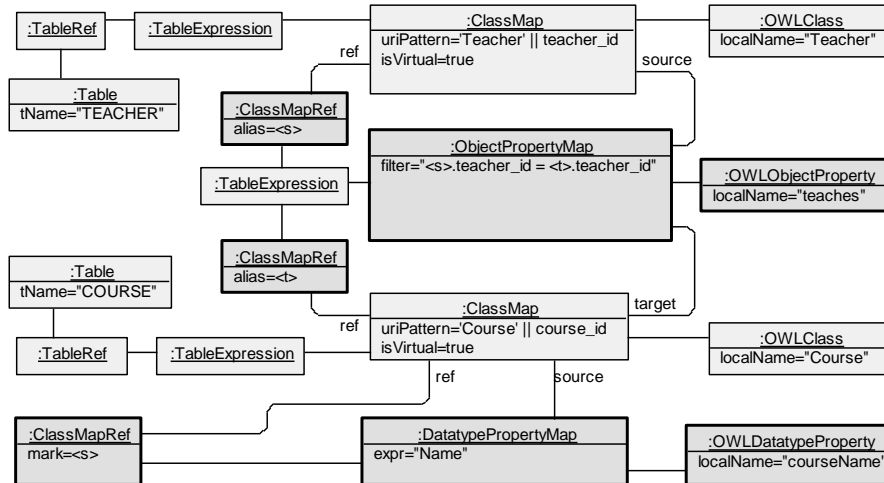 :TableRef
:TableExpression
:ClassMap
uriPattern='Teacher' || teacher_id
isVirtual=true
:OWLClass
localName="Teacher"
ref
source
:Table
tName="TEACHER"
:ClassMapRef
alias=<s>
:ObjectPropertyMap
filter="<s>.teacher_id = <t>.teacher_id"
:TableExpression
:OWLObjectProperty
localName="teaches"
:ClassMapRef
alias=<t>
:Table
tName="COURSE"
ref
target
:ClassMap
uriPattern='Course' || course_id
isVirtual=true
:TableRef
:TableExpression
:OWLClass
localName="Course"
ref
source
:ClassMapRef
mark=<s>
:DatatypePropertyMap
expr="Name"
:OWLDatatypeProperty
localName="courseName"